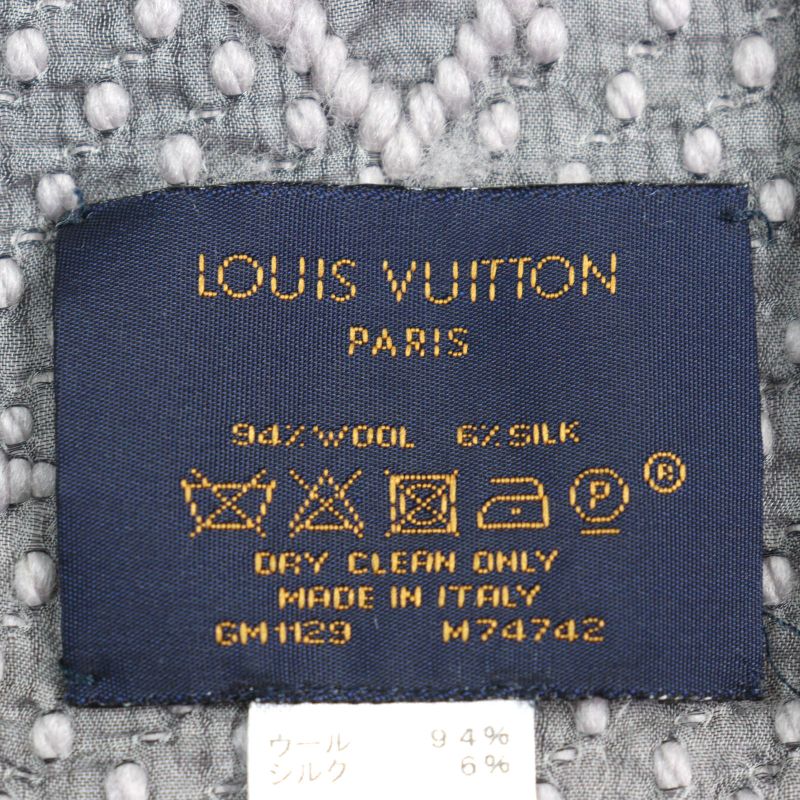 LOUIS VUITTON
PARIS
94% WOOL 6% SILK
P ®
DRY CLEAN ONLY
MADE IN ITALY
GM1129 M74742
ウール 94%
シルク 6%